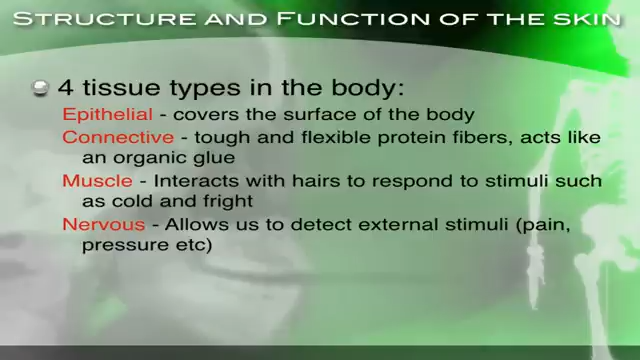 Structure and Function of the skin
4 tissue types in the body:
Epithelial - covers the surface of the body
Connective - tough and flexible protein fibers, acts like
an organic glue
Muscle - Interacts with hairs to respond to stimuli such
as cold and fright
Nervous - Allows us to detect external stimuli (pain,
pressure etc)